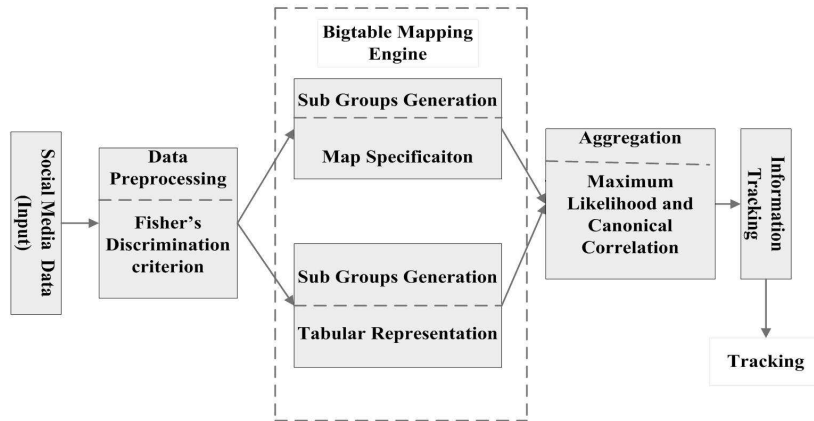 Social Media Data
(Input)
Data
Preprocessing
Fisher's
Discrimination
criterion
Bigtable Mapping
Engine
Sub Groups Generation
Map Specificaiton
Sub Groups Generation
Tabular Representation
Aggregation
Maximum
Likelihood and
Canonical
Correlation
Information
Tracking
Tracking